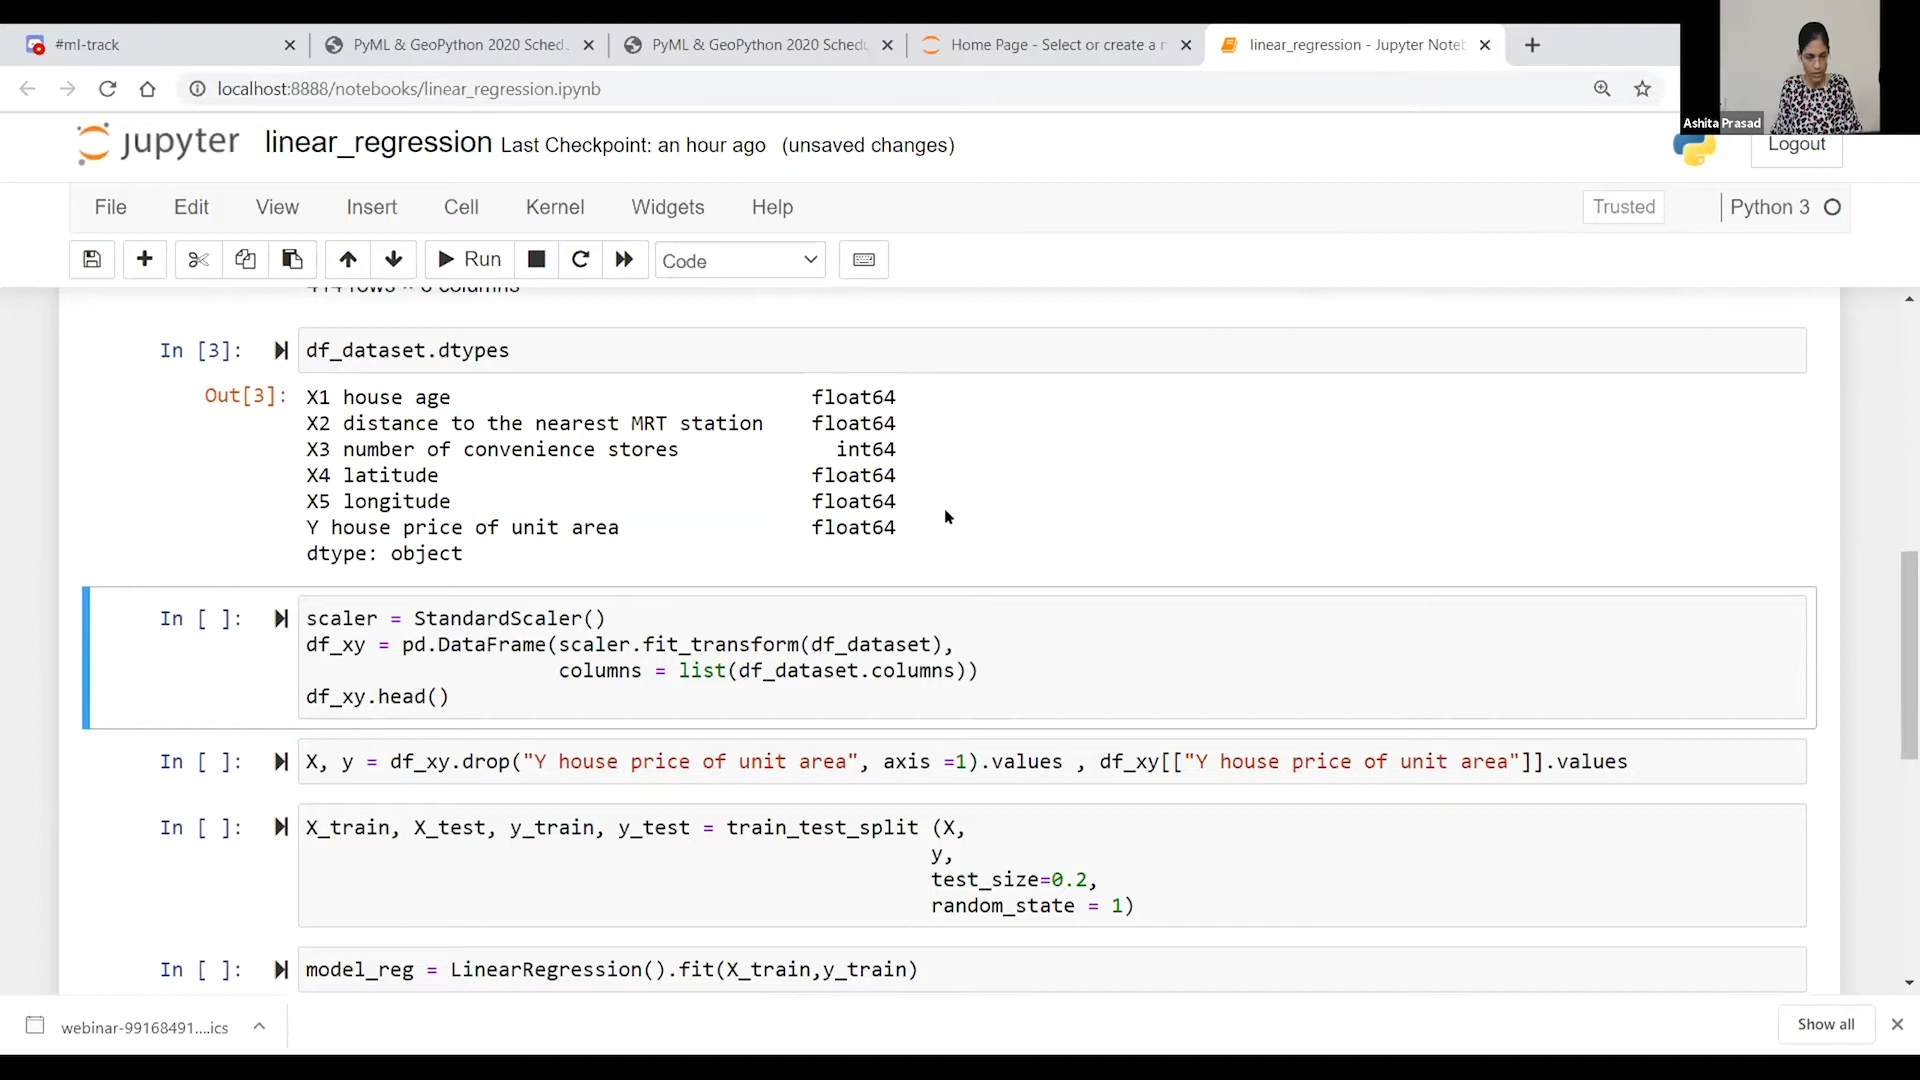 #ml-track
PyML & GeoPython 2020 Sched
PyML & GeoPython 2020 Schedu
Home Page - Select or create a n
linear_regression - Jupyter Noteb
localhost:8888/notebooks/linear_regression.ipynb
Ashita Prasad
jupyter
linear_regression Last Checkpoint: an hour ago (unsaved changes)
Logout
File Edit View Insert Cell Kernel Widgets Help
Trusted
Python 3
Run
Code
414 rows × 6 columns
In [3]: df_dataset.dtypes
Out[3]: X1 house age float64
X2 distance to the nearest MRT station float64
X3 number of convenience stores int64
X4 latitude float64
X5 longitude float64
Y house price of unit area float64
dtype: object
In [ ]: scaler = StandardScaler()
df_xy = pd.DataFrame(scaler.fit_transform(df_dataset),
columns = list(df_dataset.columns))
df_xy.head()
In [ ]: X, y = df_xy.drop("Y house price of unit area", axis =1).values , df_xy[["Y house price of unit area"]].values
In [ ]: X_train, X_test, y_train, y_test = train_test_split (X,
y,
test_size=0.2,
random_state = 1)
In [ ]: model_reg = LinearRegression().fit(X_train,y_train)
webinar-99168491....ics
Show all